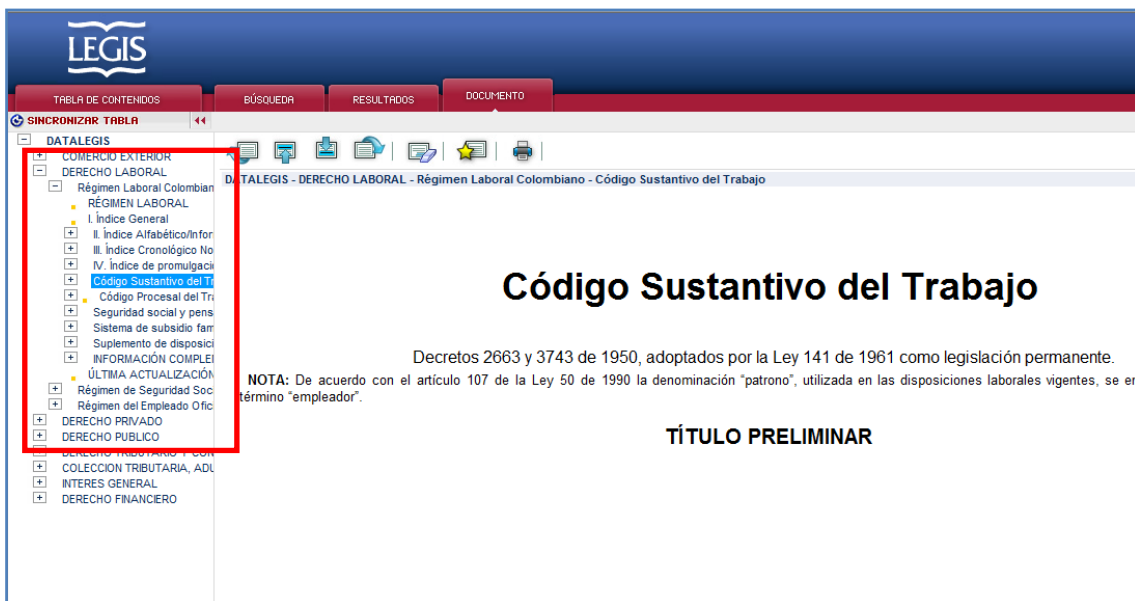 LEGIS
TABLA DE CONTENIDOS
BÚSQUEDA
RESULTADOS
DOCUMENTO
SINCRONIZAR TABLA
DATALEGIS
COMERCIO EXTERIOR
DERECHO LABORAL
Régimen Laboral Colombian
RÉGIMEN LABORAL
I. Índice General
II. Índice Alfabético/Infor
III. Índice Cronológico No
IV. Índice de promulgaci
Código Sustantivo del Tr
Código Procesal del Tra
Seguridad social y pens
Sistema de subsidio fam
Suplemento de disposici
INFORMACIÓN COMPLE
ÚLTIMA ACTUALIZACIÓN
Régimen de Seguridad Soc
Régimen del Empleado Ofic
DERECHO PRIVADO
DERECHO PUBLICO
DERECHO TRIBUTARIO Y CON
COLECCION TRIBUTARIA, ADU
INTERES GENERAL
DERECHO FINANCIERO
DATALEGIS - DERECHO LABORAL - Régimen Laboral Colombiano - Código Sustantivo del Trabajo
Código Sustantivo del Trabajo
Decretos 2663 y 3743 de 1950, adoptados por la Ley 141 de 1961 como legislación permanente.
NOTA: De acuerdo con el artículo 107 de la Ley 50 de 1990 la denominación “patrono”, utilizada en las disposiciones laborales vigentes, se en
término “empleador”.
TÍTULO PRELIMINAR